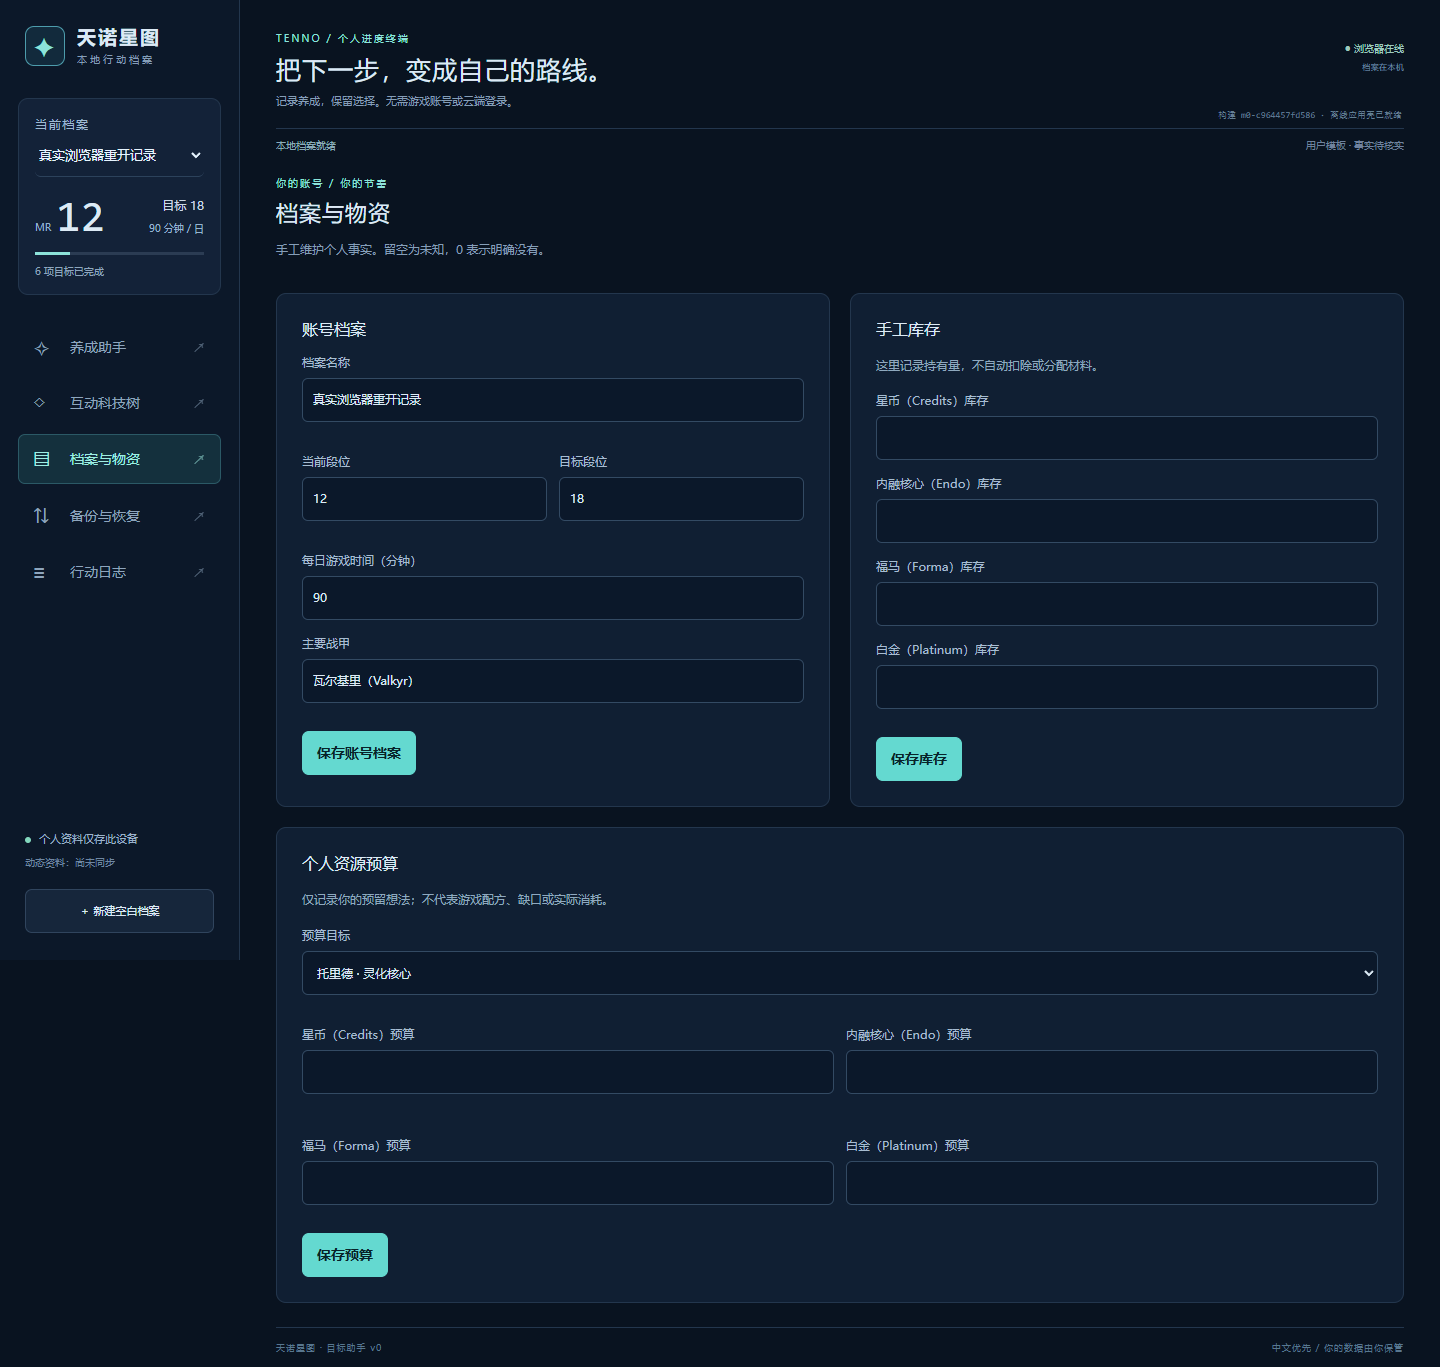 天诺星图
本地行动档案
当前档案
真实浏览器重开记录
MR 12
目标 18
90 分钟 / 日
6 项目标已完成
养成助手
互动科技树
档案与物资
备份与恢复
行动日志
个人资料仅存此设备
动态资料：尚未同步
+ 新建空白档案
TENNO / 个人进度终端
把下一步，变成自己的路线。
记录养成，保留选择。无需游戏账号或云端登录。
浏览器在线
档案在本机
构建 m0-c964457fd586 · 离线应用壳已就绪
本地档案就绪
用户模板 · 事实待核实
你的账号 / 你的节奏
档案与物资
手工维护个人事实。留空为未知，0 表示明确没有。
账号档案
档案名称
真实浏览器重开记录
当前段位
目标段位
12
18
每日游戏时间（分钟）
90
主要战甲
瓦尔基里（Valkyr）
保存账号档案
手工库存
这里记录持有量，不自动扣除或分配材料。
星币（Credits）库存
内融核心（Endo）库存
福马（Forma）库存
白金（Platinum）库存
保存库存
个人资源预算
仅记录你的预留想法；不代表游戏配方、缺口或实际消耗。
预算目标
托里德 · 灵化核心
星币（Credits）预算
内融核心（Endo）预算
福马（Forma）预算
白金（Platinum）预算
保存预算
天诺星图 · 目标助手 v0
中文优先 / 你的数据由你保管